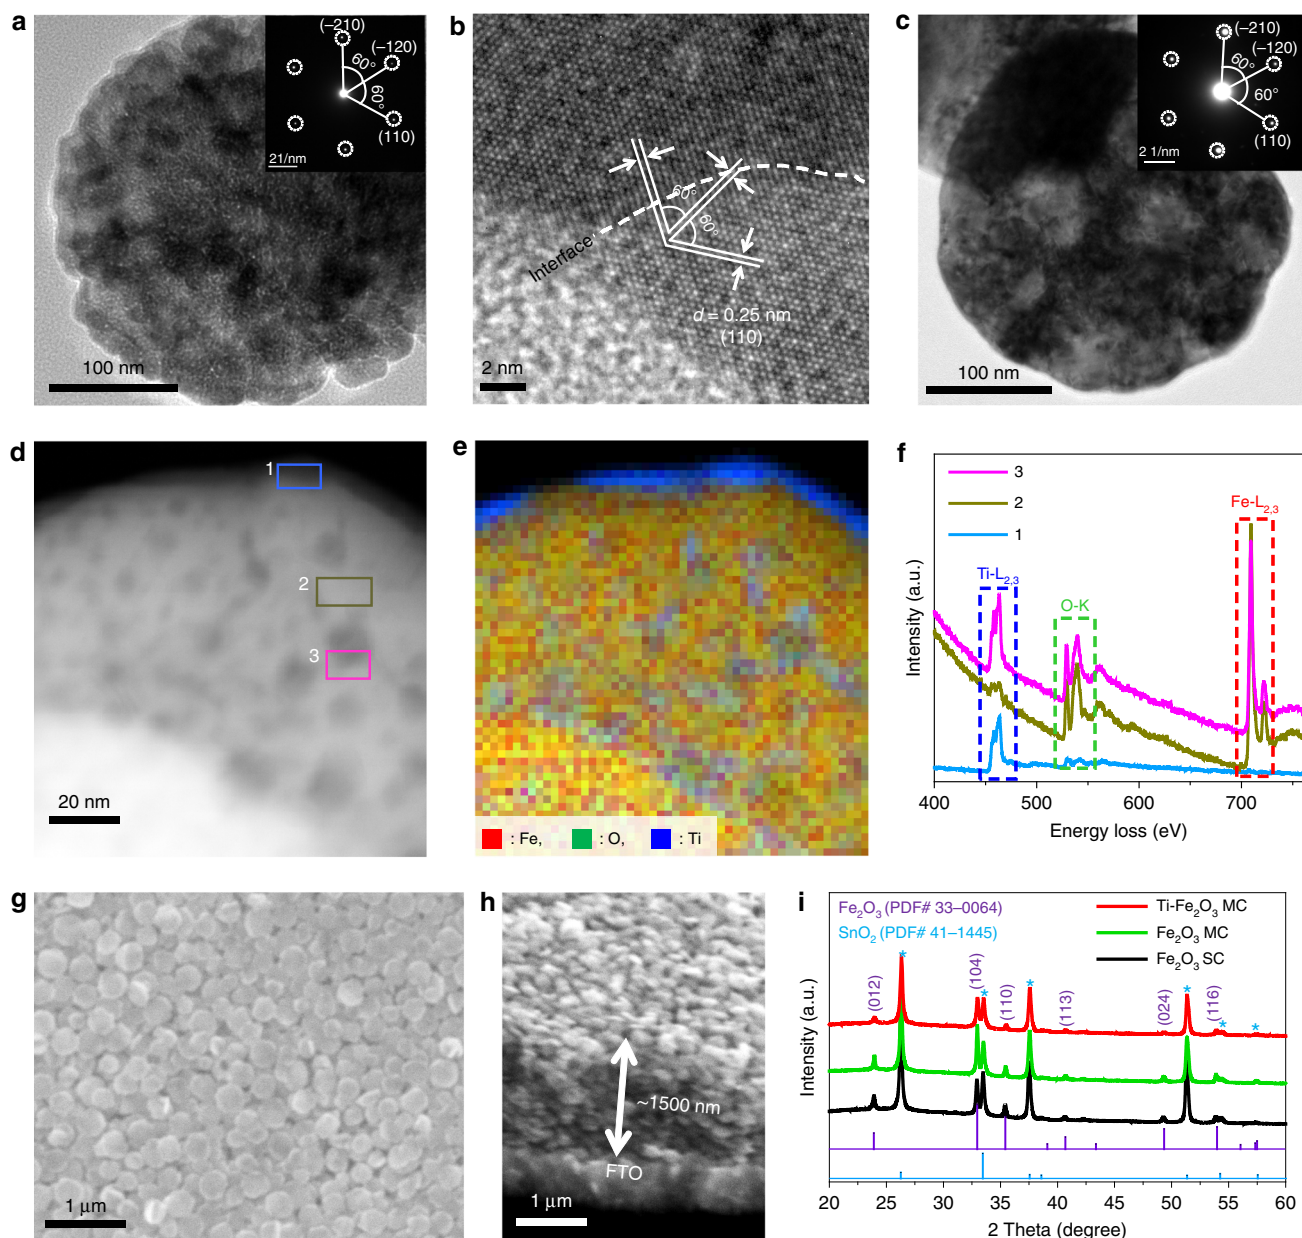 a
(–210)
(–120)
60°
60°
(110)
21/nm
100 nm
b
60°
60°
Interface
d = 0.25 nm
(110)
2 nm
c
(–210)
(–120)
60°
60°
(110)
2 1/nm
100 nm
d
1
2
3
20 nm
e
: Fe, : O, : Ti
f
3
2
1
Fe-L2,3
Ti-L2,3
O-K
Intensity (a.u.)
400 500 600 700
Energy loss (eV)
g
1 μm
h
~1500 nm
FTO
1 μm
i
Fe2O3 (PDF# 33–0064)
SnO2 (PDF# 41–1445)
Ti-Fe2O3 MC
Fe2O3 MC
Fe2O3 SC
(012)
(104)
(110)
(113)
(024)
(116)
* * * * * *
Intensity (a.u.)
20 30 40 50 60
2 Theta (degree)